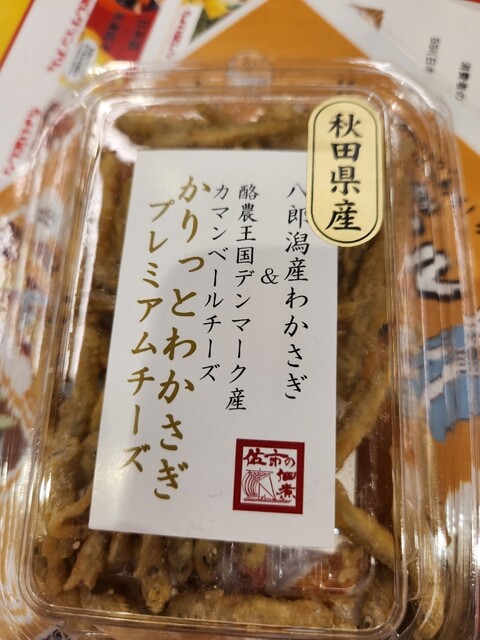 秋田県産
八郎潟産わかさぎ
&
酪農王国デンマーク産
カマンベールチーズ
かりっとわかさぎ
プレミアムチーズ
佐市の
佃煮